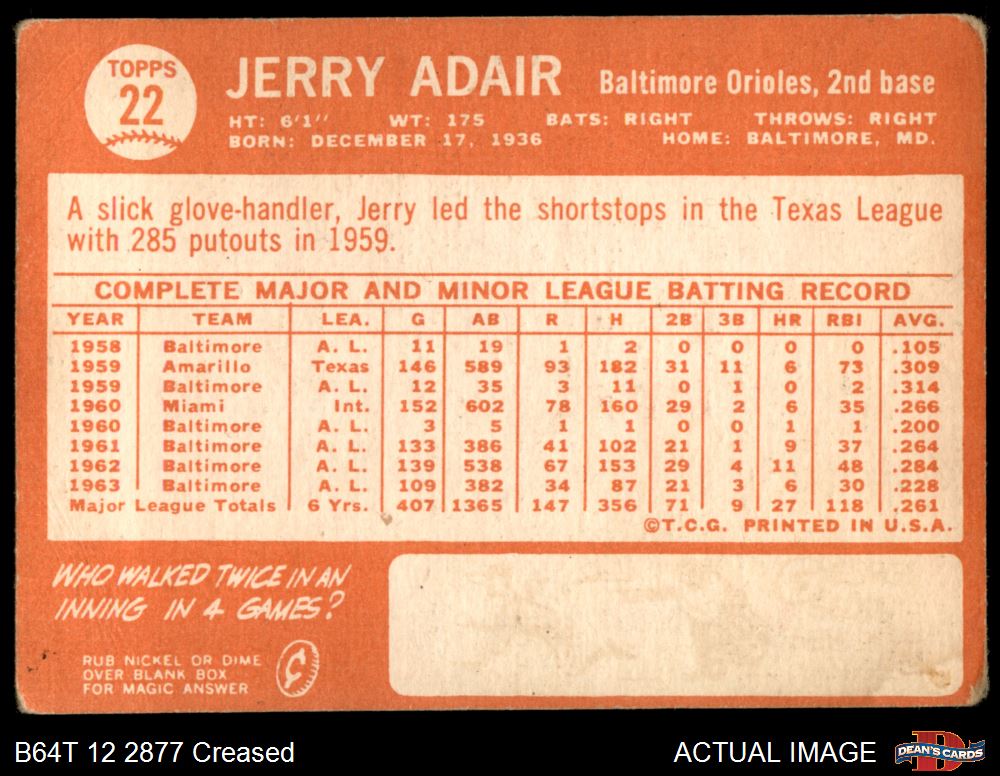 TOPPS
22
JERRY ADAIR Baltimore Orioles, 2nd base
HT: 6'1" WT: 175 BATS: RIGHT THROWS: RIGHT
BORN: DECEMBER 17, 1936 HOME: BALTIMORE, MD.
A slick glove-handler, Jerry led the shortstops in the Texas League
with 285 putouts in 1959.
COMPLETE MAJOR AND MINOR LEAGUE BATTING RECORD
YEAR TEAM LEA. G AB R H 2B 3B HR RBI AVG.
1958 Baltimore A. L. 11 19 1 2 0 0 0 0 .105
1959 Amarillo Texas 146 589 93 182 31 11 6 73 .309
1959 Baltimore A. L. 12 35 3 11 0 1 0 2 .314
1960 Miami Int. 152 602 78 160 29 2 6 35 .266
1960 Baltimore A. L. 3 5 1 1 0 0 1 1 .200
1961 Baltimore A. L. 133 386 41 102 21 1 9 37 .264
1962 Baltimore A. L. 139 538 67 153 29 4 11 48 .284
1963 Baltimore A. L. 109 382 34 87 21 3 6 30 .228
Major League Totals 6 Yrs. 407 1365 147 356 71 9 27 118 .261
©T.C.G. PRINTED IN U.S.A.
WHO WALKED TWICE IN AN
INNING IN 4 GAMES?
RUB NICKEL OR DIME
OVER BLANK BOX
FOR MAGIC ANSWER
B64T 12 2877 Creased ACTUAL IMAGE DEAN'S CARDS